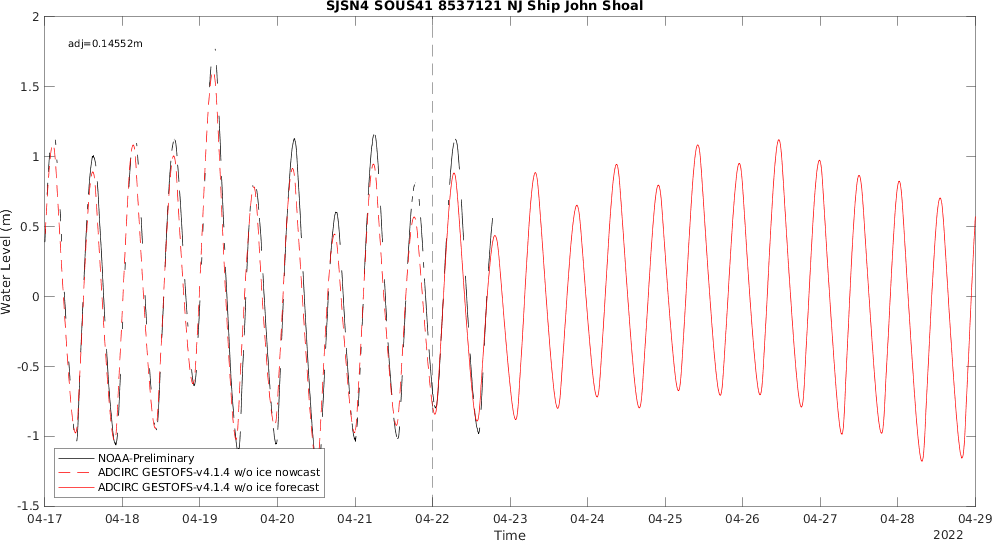 SJSN4 SOUS41 8537121 NJ Ship John Shoal
adj=0.14552m
2
1.5
1
0.5
0
-0.5
-1
-1.5
Water Level (m)
NOAA-Preliminary
ADCIRC GESTOFS-v4.1.4 w/o ice nowcast
ADCIRC GESTOFS-v4.1.4 w/o ice forecast
04-17 04-18 04-19 04-20 04-21 04-22 04-23 04-24 04-25 04-26 04-27 04-28 04-29
Time
2022